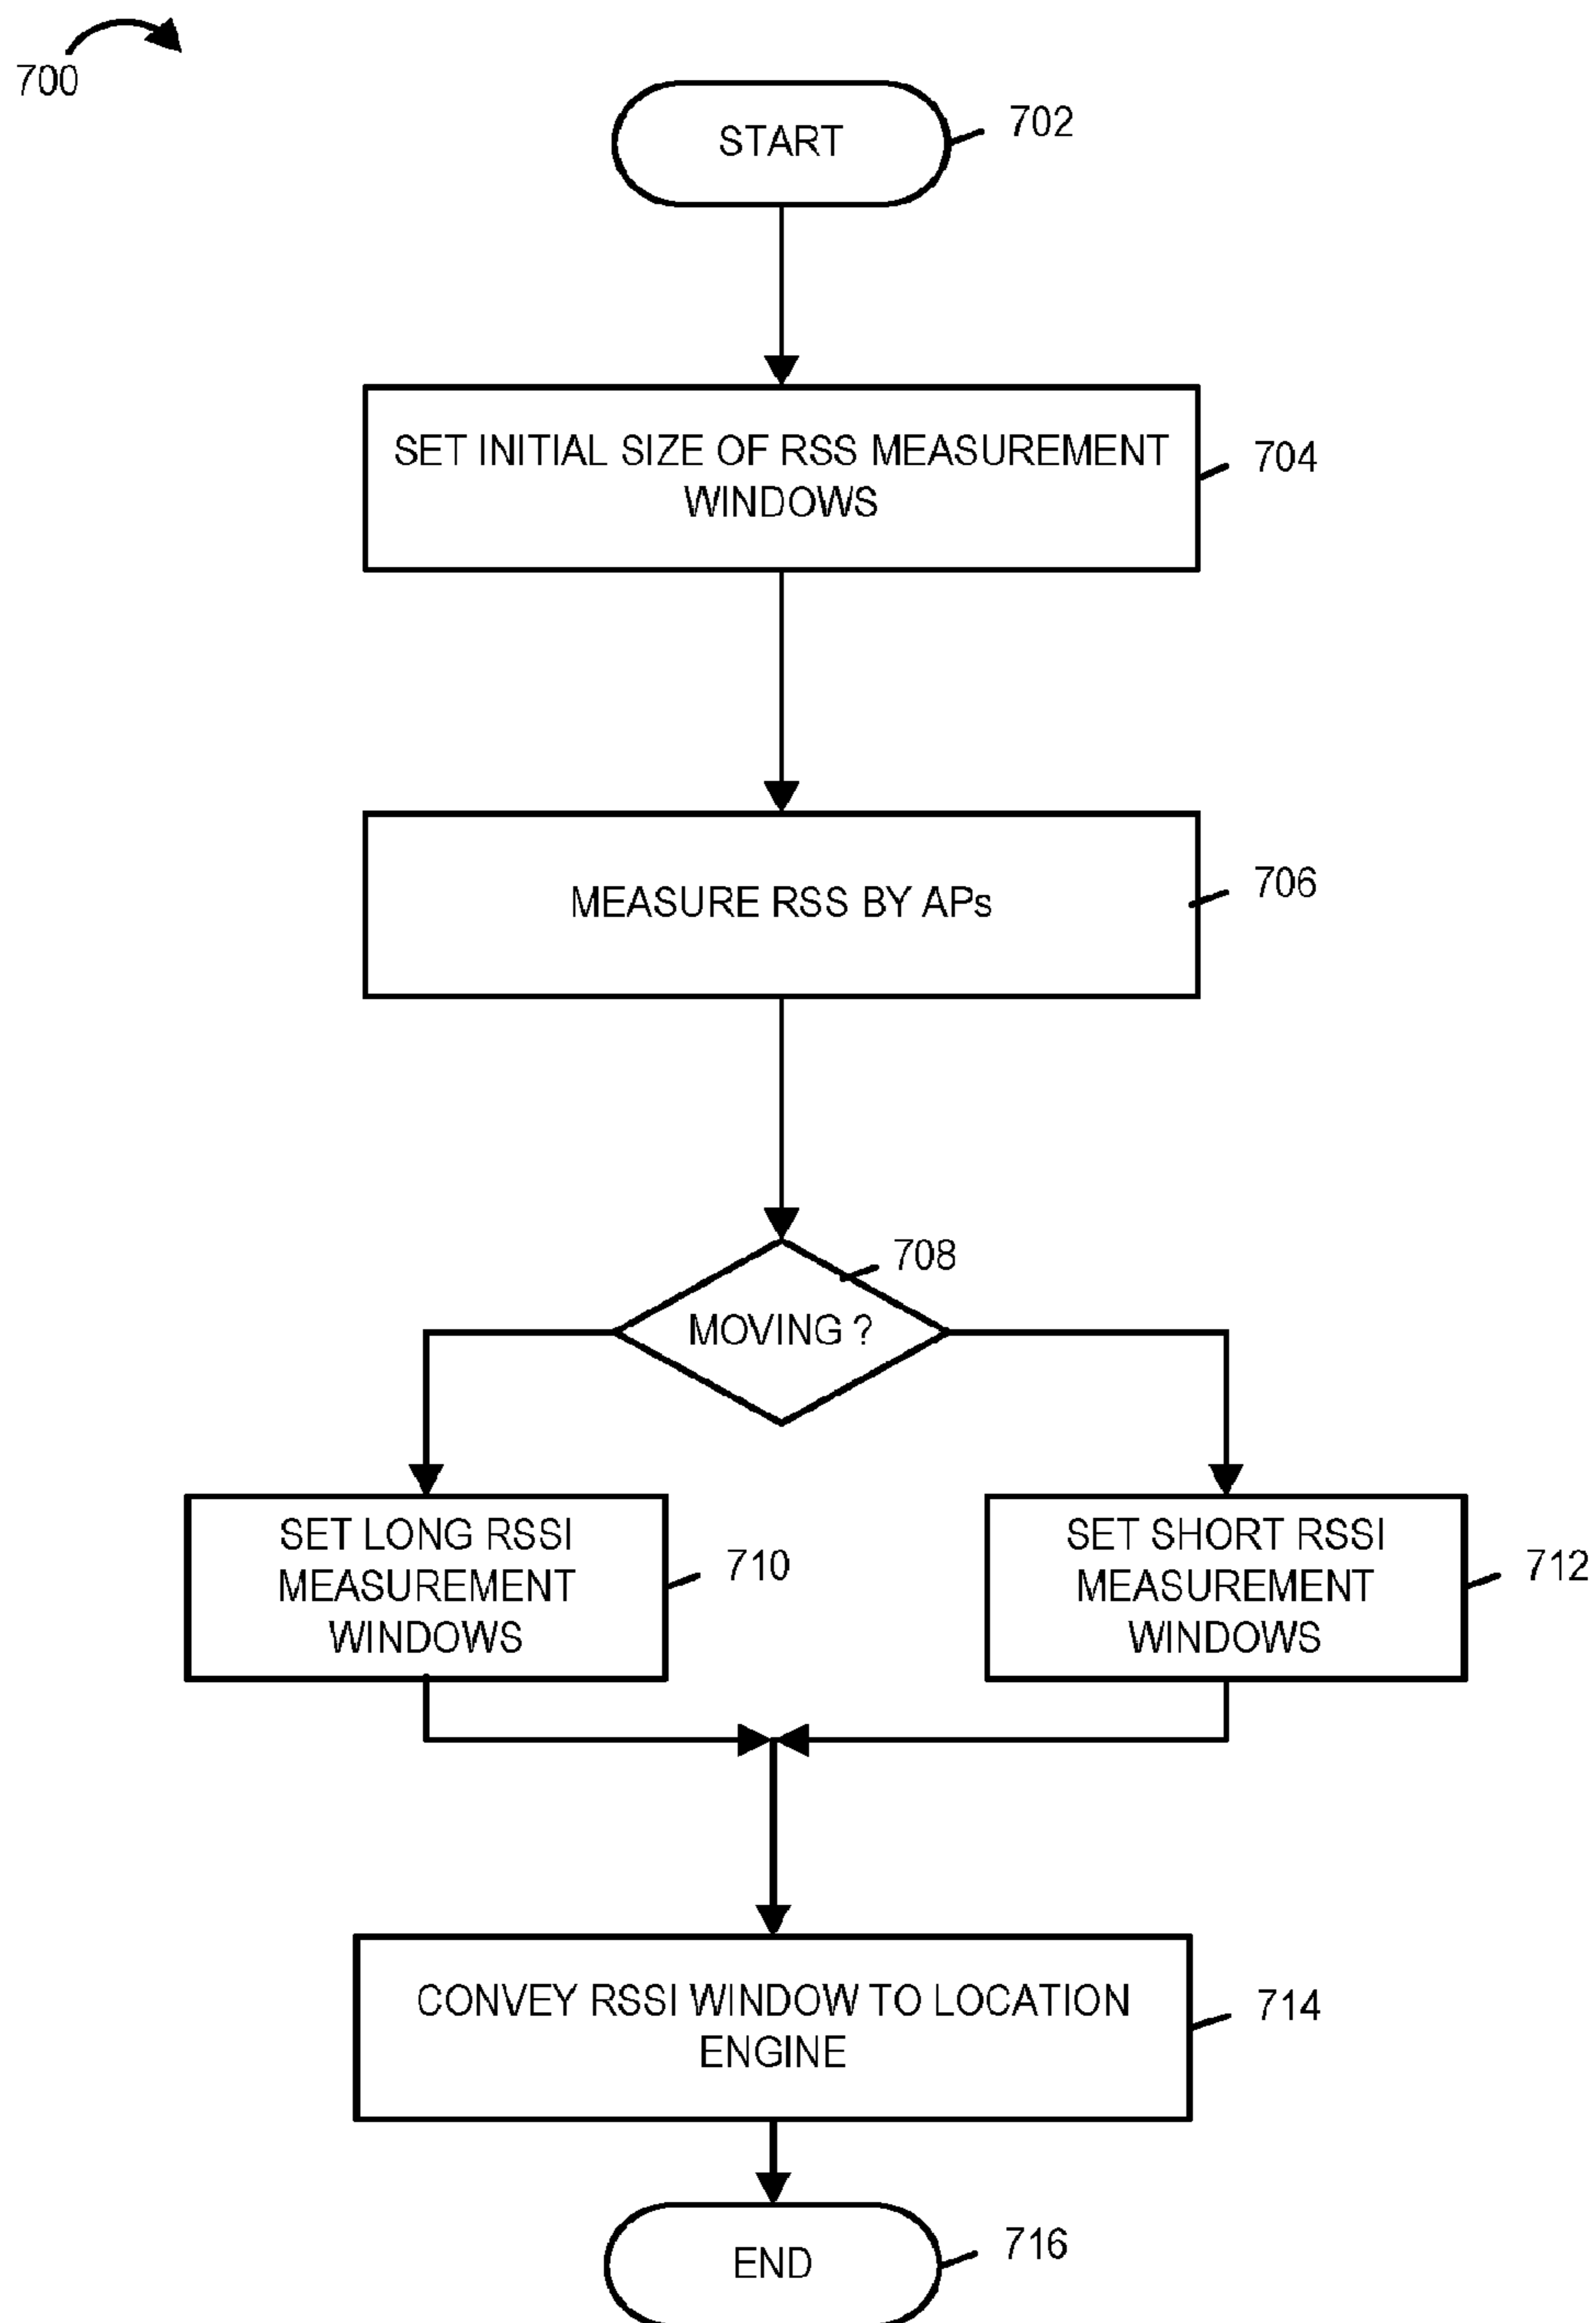 700
START
702
SET INITIAL SIZE OF RSS MEASUREMENT
WINDOWS
704
MEASURE RSS BY APs
706
708
MOVING ?
SET LONG RSSI
MEASUREMENT
WINDOWS
710
SET SHORT RSSI
MEASUREMENT
WINDOWS
712
CONVEY RSSI WINDOW TO LOCATION
ENGINE
714
END
716